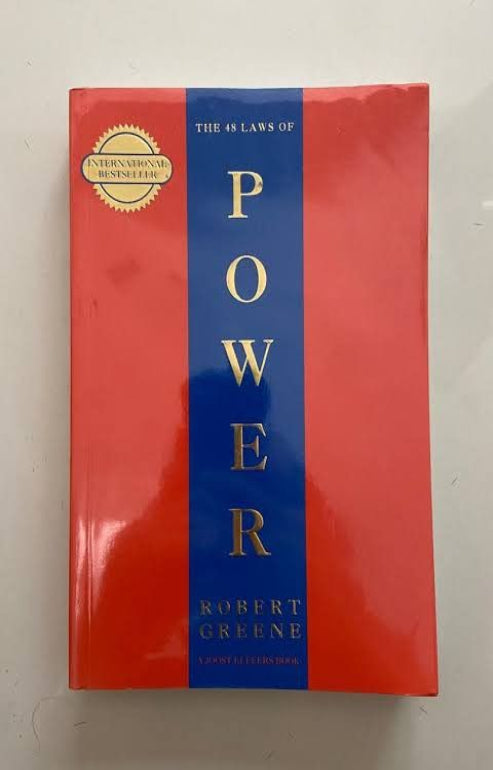 THE 48 LAWS OF
INTERNATIONAL
BESTSELLER
POWER
ROBERT
GREENE
A JOOST ELFFERS BOOK